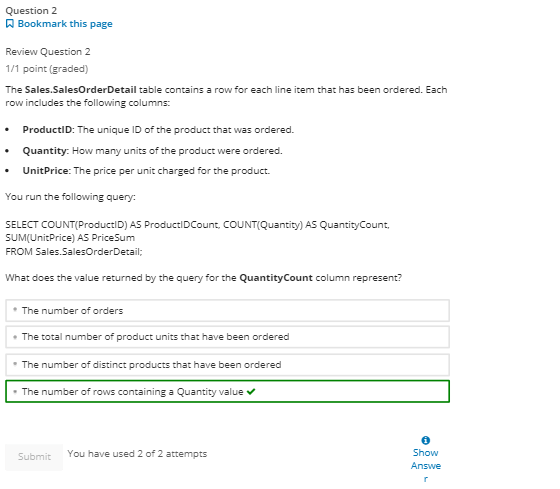 Question 2
Bookmark this page
Review Question 2
1/1 point (graded)
The Sales.SalesOrderDetail table contains a row for each line item that has been ordered. Each
row includes the following columns:
• ProductID: The unique ID of the product that was ordered.
• Quantity: How many units of the product were ordered.
• UnitPrice: The price per unit charged for the product.
You run the following query:
SELECT COUNT(ProductID) AS ProductIDCount, COUNT(Quantity) AS QuantityCount,
SUM(UnitPrice) AS PriceSum
FROM Sales.SalesOrderDetail;
What does the value returned by the query for the QuantityCount column represent?
The number of orders
The total number of product units that have been ordered
The number of distinct products that have been ordered
The number of rows containing a Quantity value ✔
Submit
You have used 2 of 2 attempts
Show
Answe
r